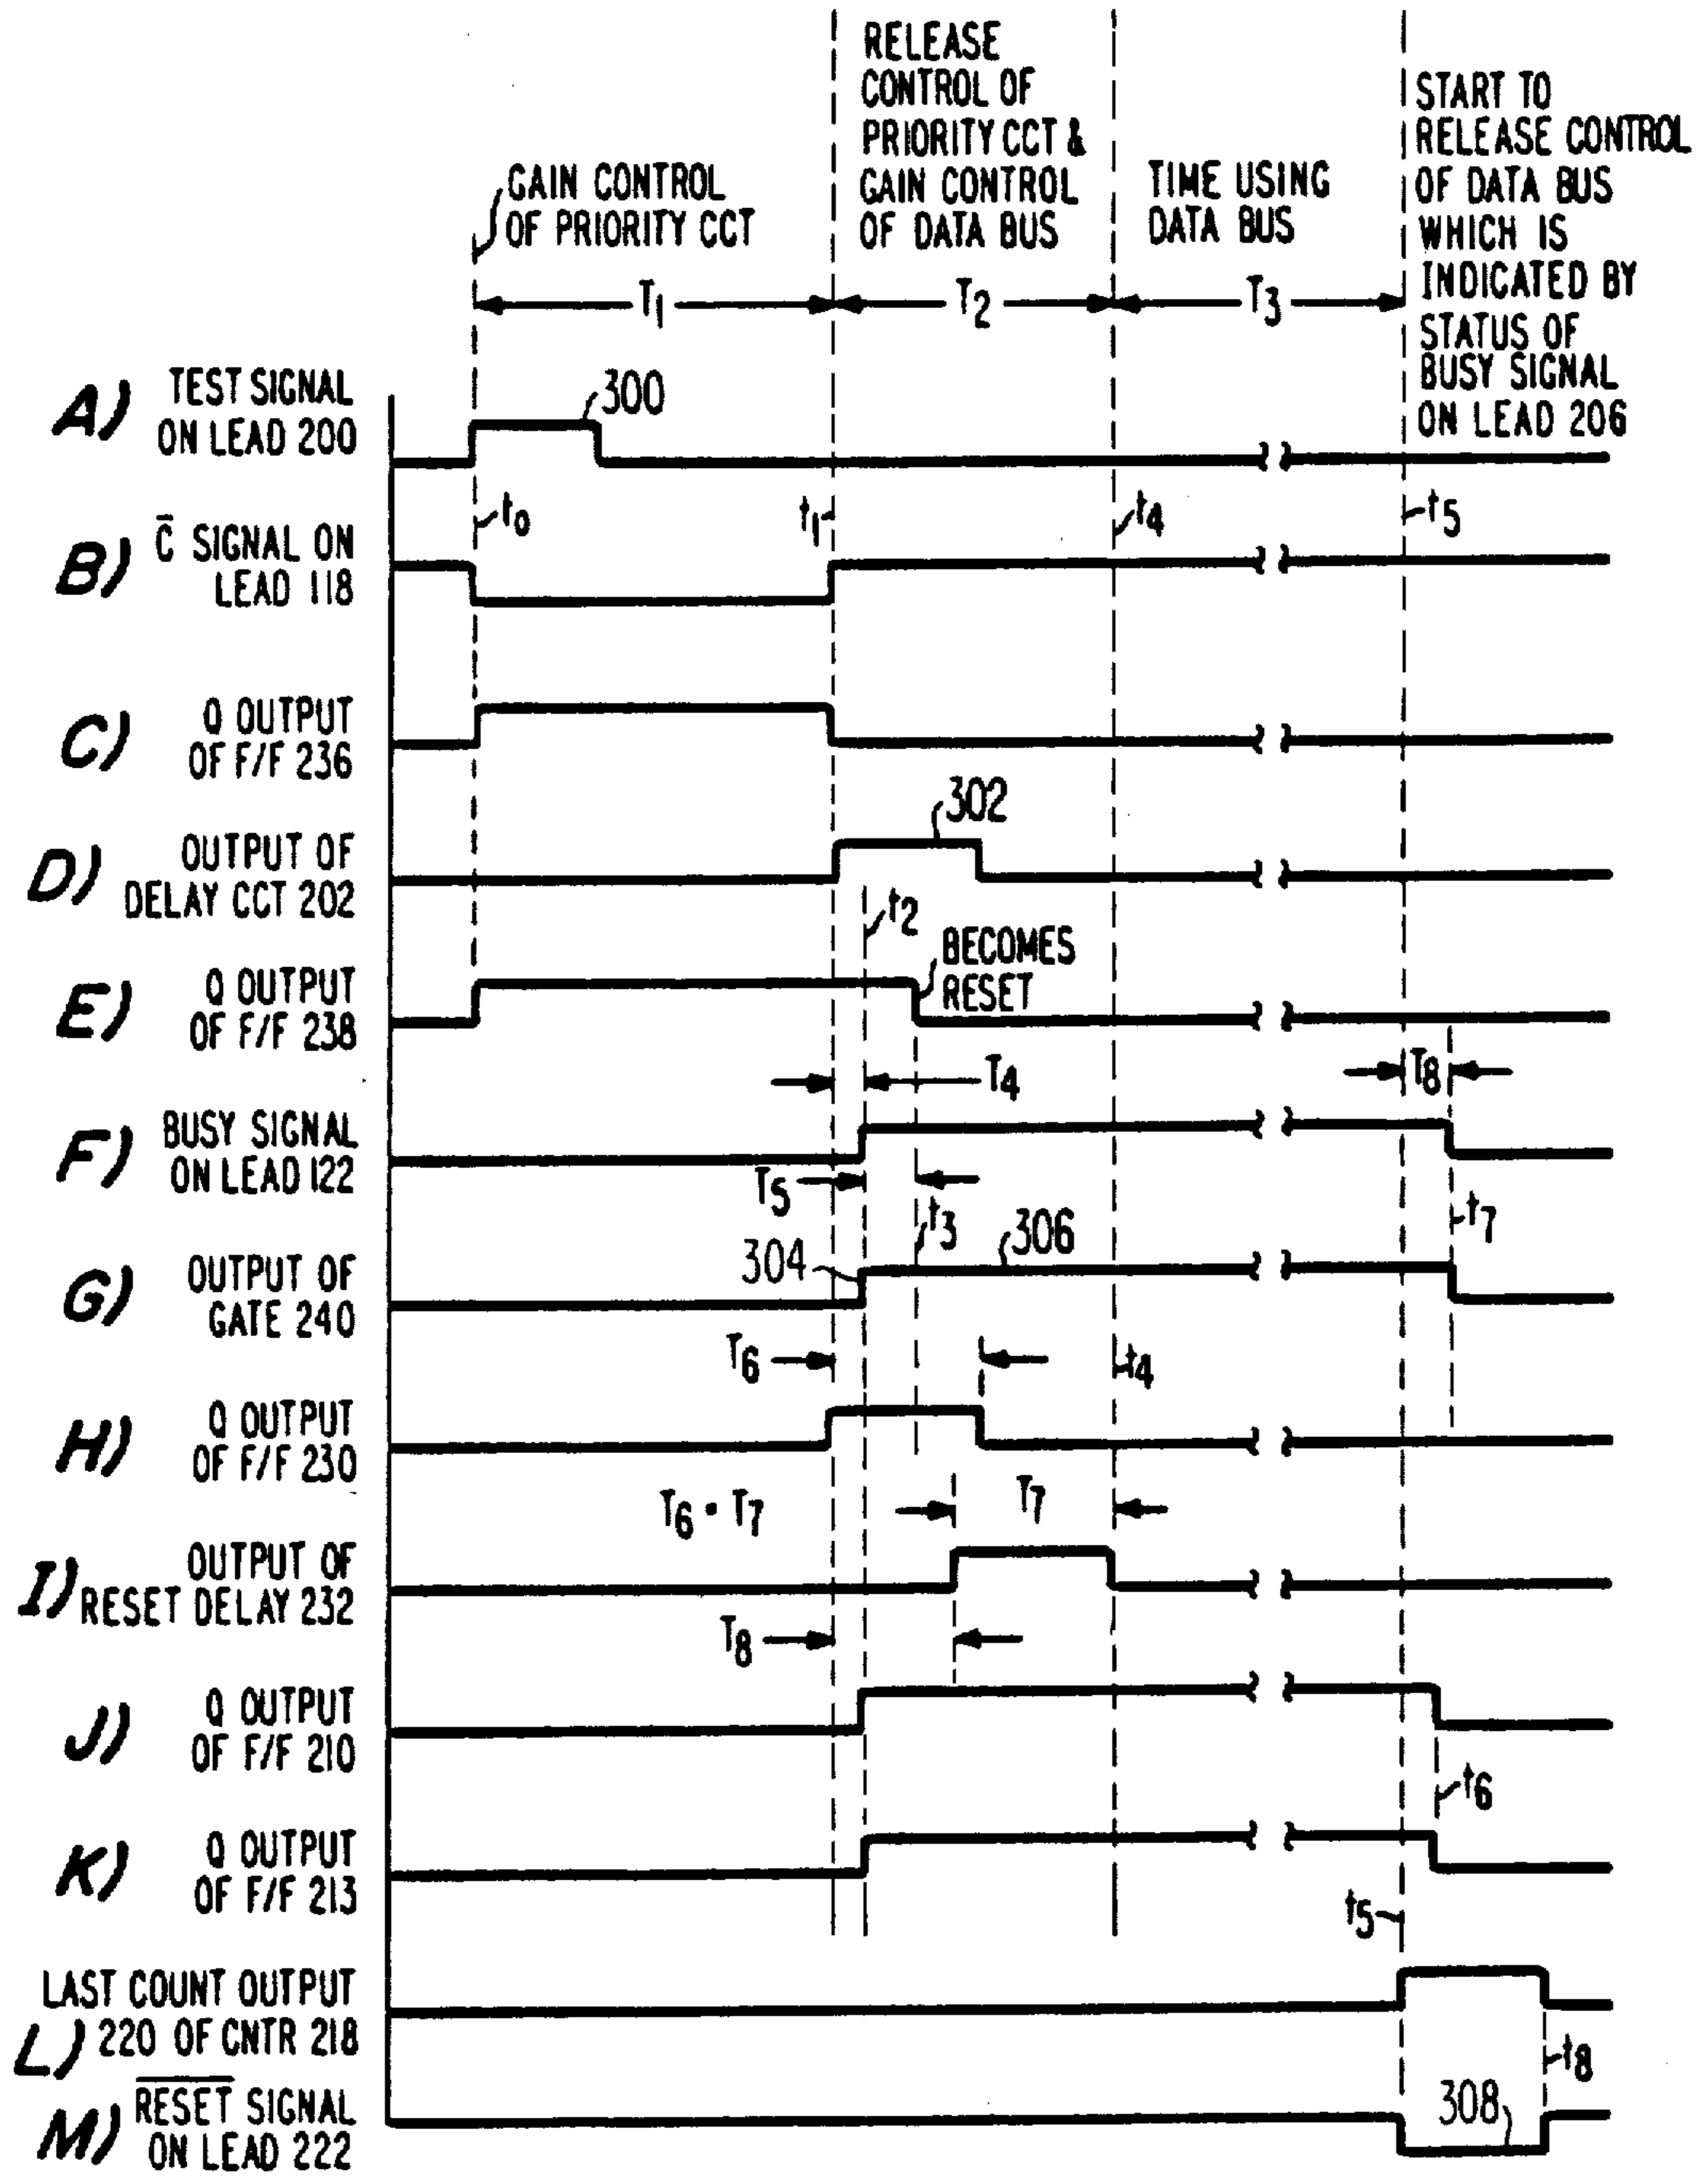 RELEASE
CONTROL OF
PRIORITY CCT &
GAIN CONTROL
OF DATA BUS
START TO
RELEASE CONTROL
OF DATA BUS
WHICH IS
INDICATED BY
STATUS OF
BUSY SIGNAL
ON LEAD 206
GAIN CONTROL
OF PRIORITY CCT
TIME USING
DATA BUS
T1
T2
T3
A) TEST SIGNAL
ON LEAD 200
300
t0
t1
t4
t5
B) C̅ SIGNAL ON
LEAD 118
C) Q OUTPUT
OF F/F 236
302
D) OUTPUT OF
DELAY CCT 202
t2
BECOMES
RESET
E) Q OUTPUT
OF F/F 238
T4
T8
F) BUSY SIGNAL
ON LEAD 122
T5
t3
t7
304
306
G) OUTPUT OF
GATE 240
T6
t4
H) Q OUTPUT
OF F/F 230
T6 = T7
T7
I) OUTPUT OF
RESET DELAY 232
T8
J) Q OUTPUT
OF F/F 210
t6
K) Q OUTPUT
OF F/F 213
t5
LAST COUNT OUTPUT
L) 220 OF CNTR 218
t8
M) R̅E̅S̅E̅T̅ SIGNAL
ON LEAD 222
308